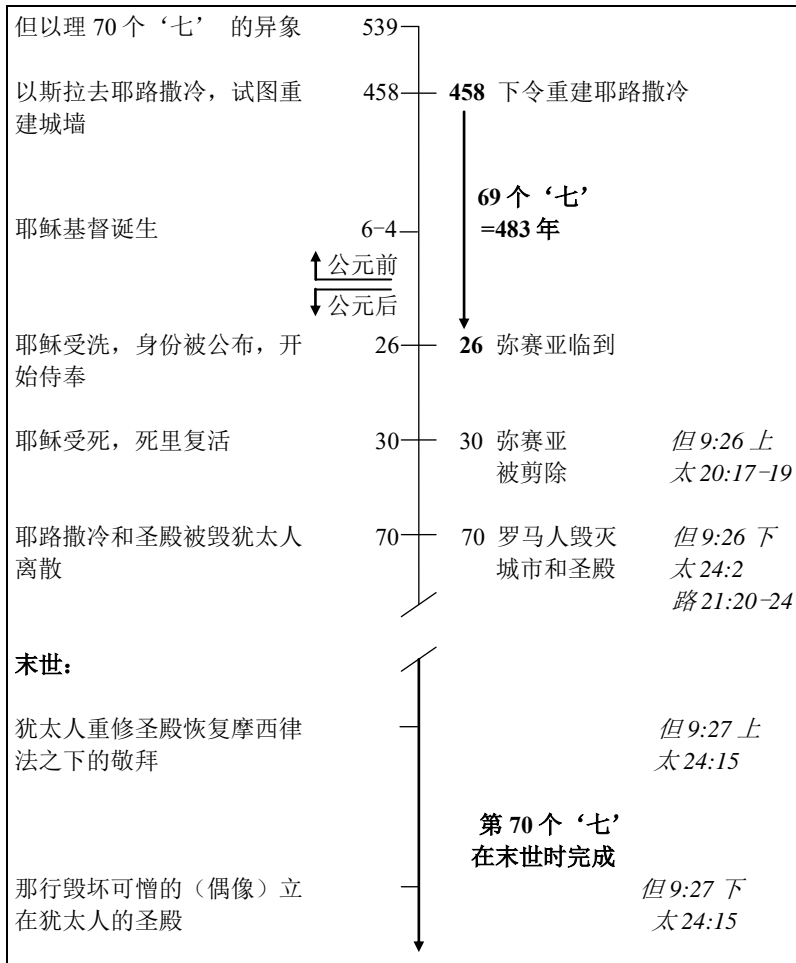 但以理 70 个‘七’ 的异象 539
以斯拉去耶路撒冷，试图重 458 458 下令重建耶路撒冷
建城墙
69 个‘七’
=483 年
耶稣基督诞生 6-4
公元前
公元后
耶稣受洗，身份被公布，开 26 26 弥赛亚临到
始侍奉
耶稣受死，死里复活 30 30 弥赛亚 但 9:26 上
被剪除 太 20:17-19
耶路撒冷和圣殿被毁犹太人 70 70 罗马人毁灭 但 9:26 下
离散 城市和圣殿 太 24:2
路 21:20-24
末世：
犹太人重修圣殿恢复摩西律 但 9:27 上
法之下的敬拜 太 24:15
第 70 个‘七’
在末世时完成
那行毁坏可憎的（偶像）立 但 9:27 下
在犹太人的圣殿 太 24:15